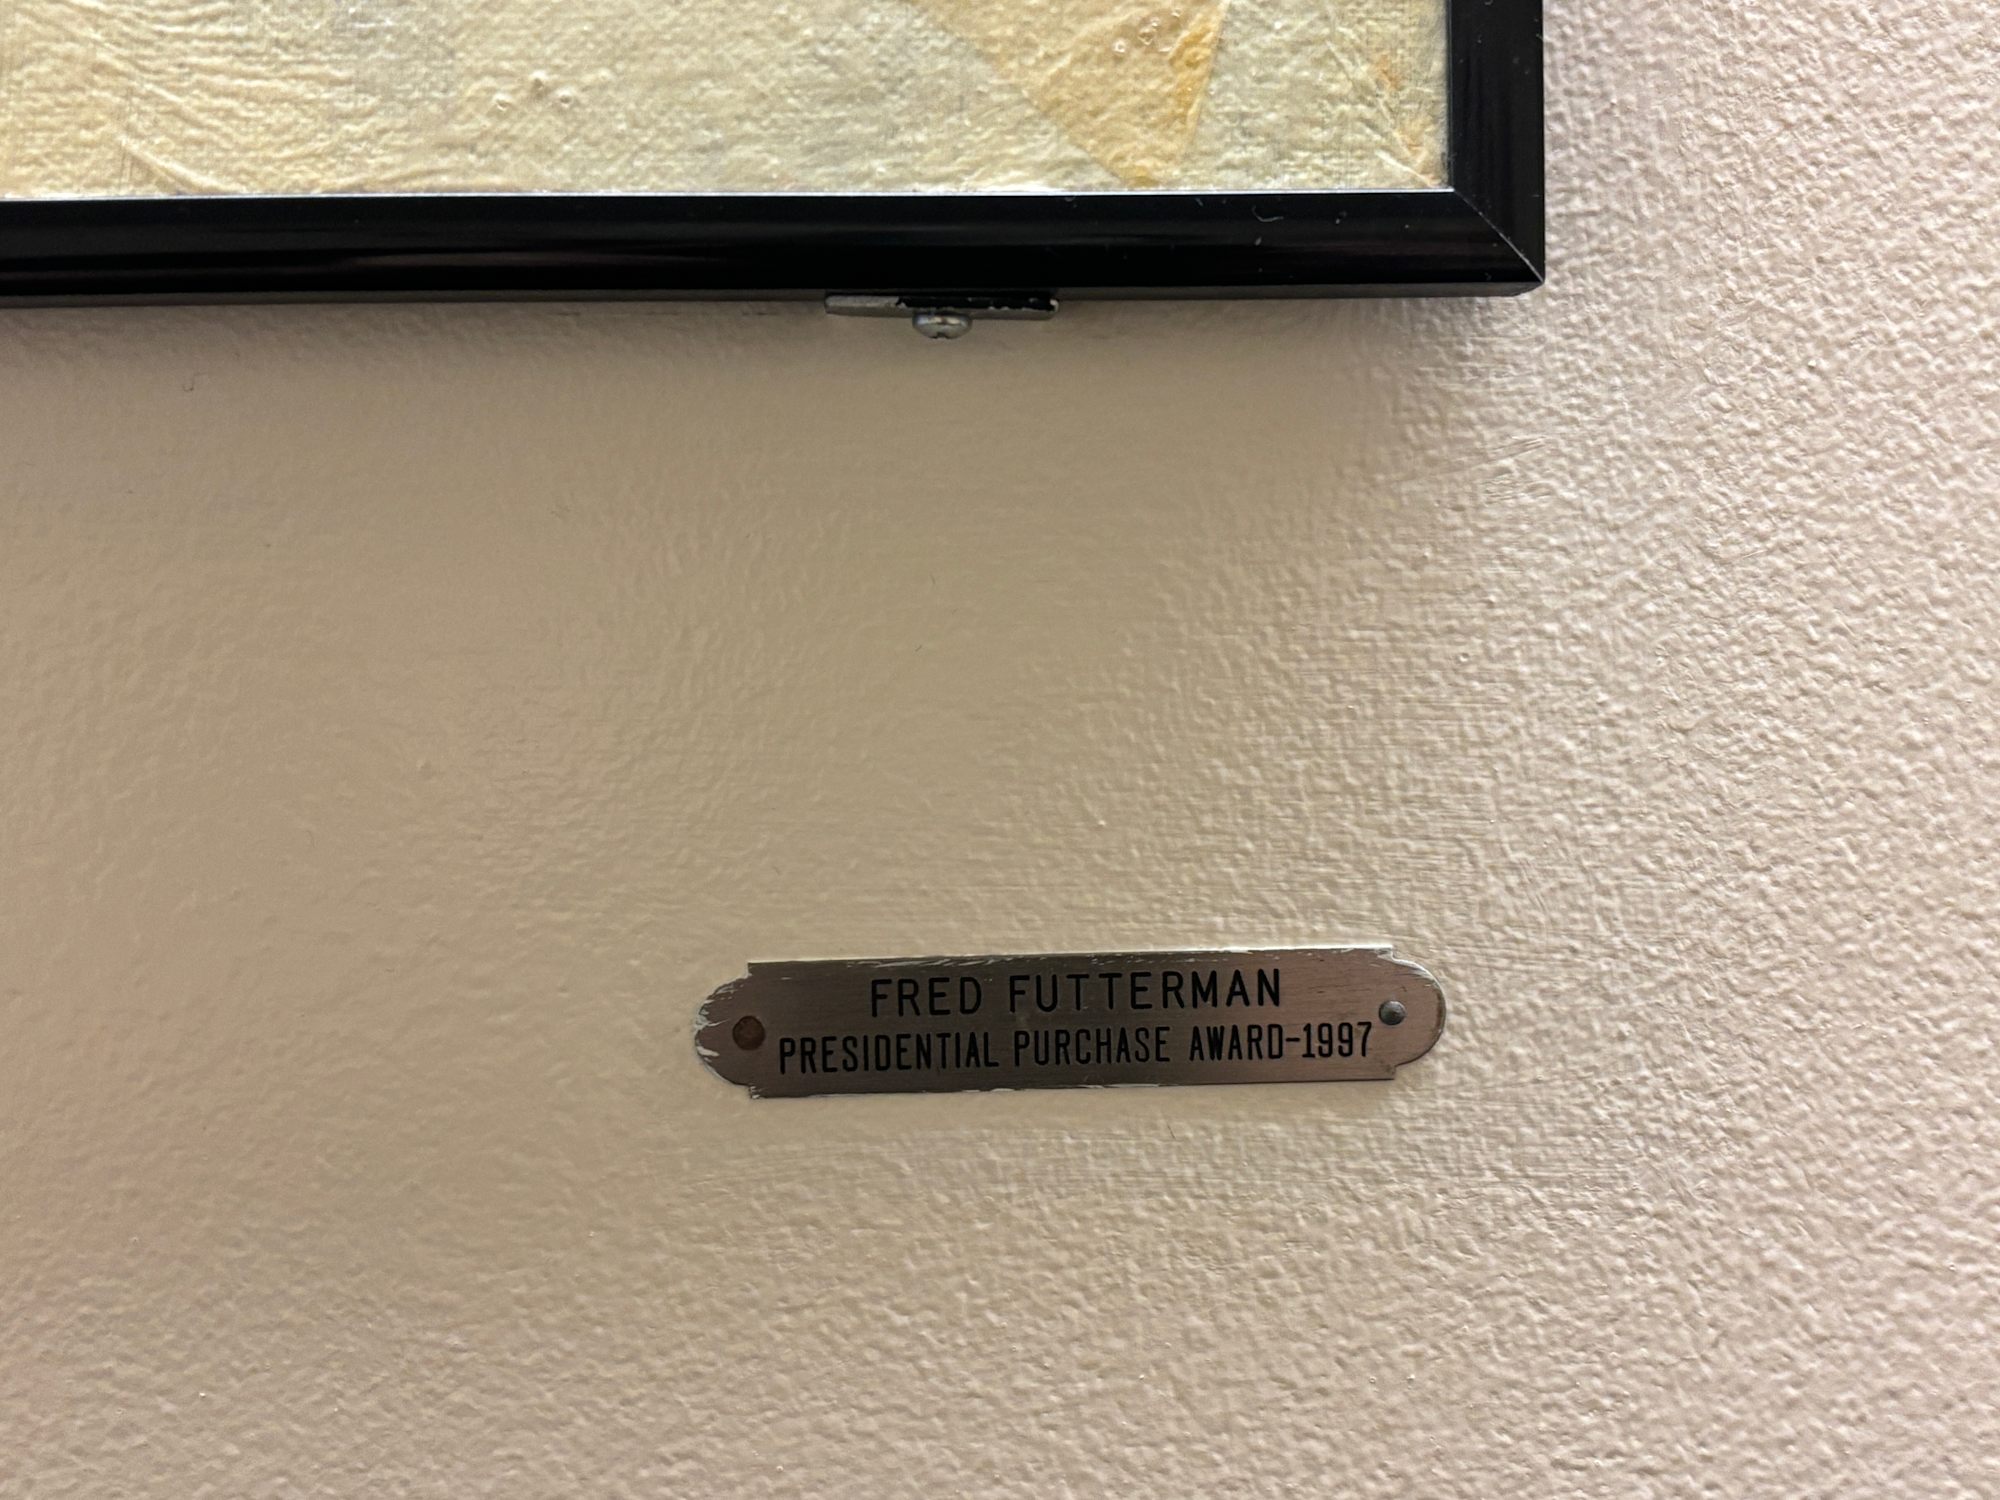 FRED FUTTERMAN
PRESIDENTIAL PURCHASE AWARD-1997